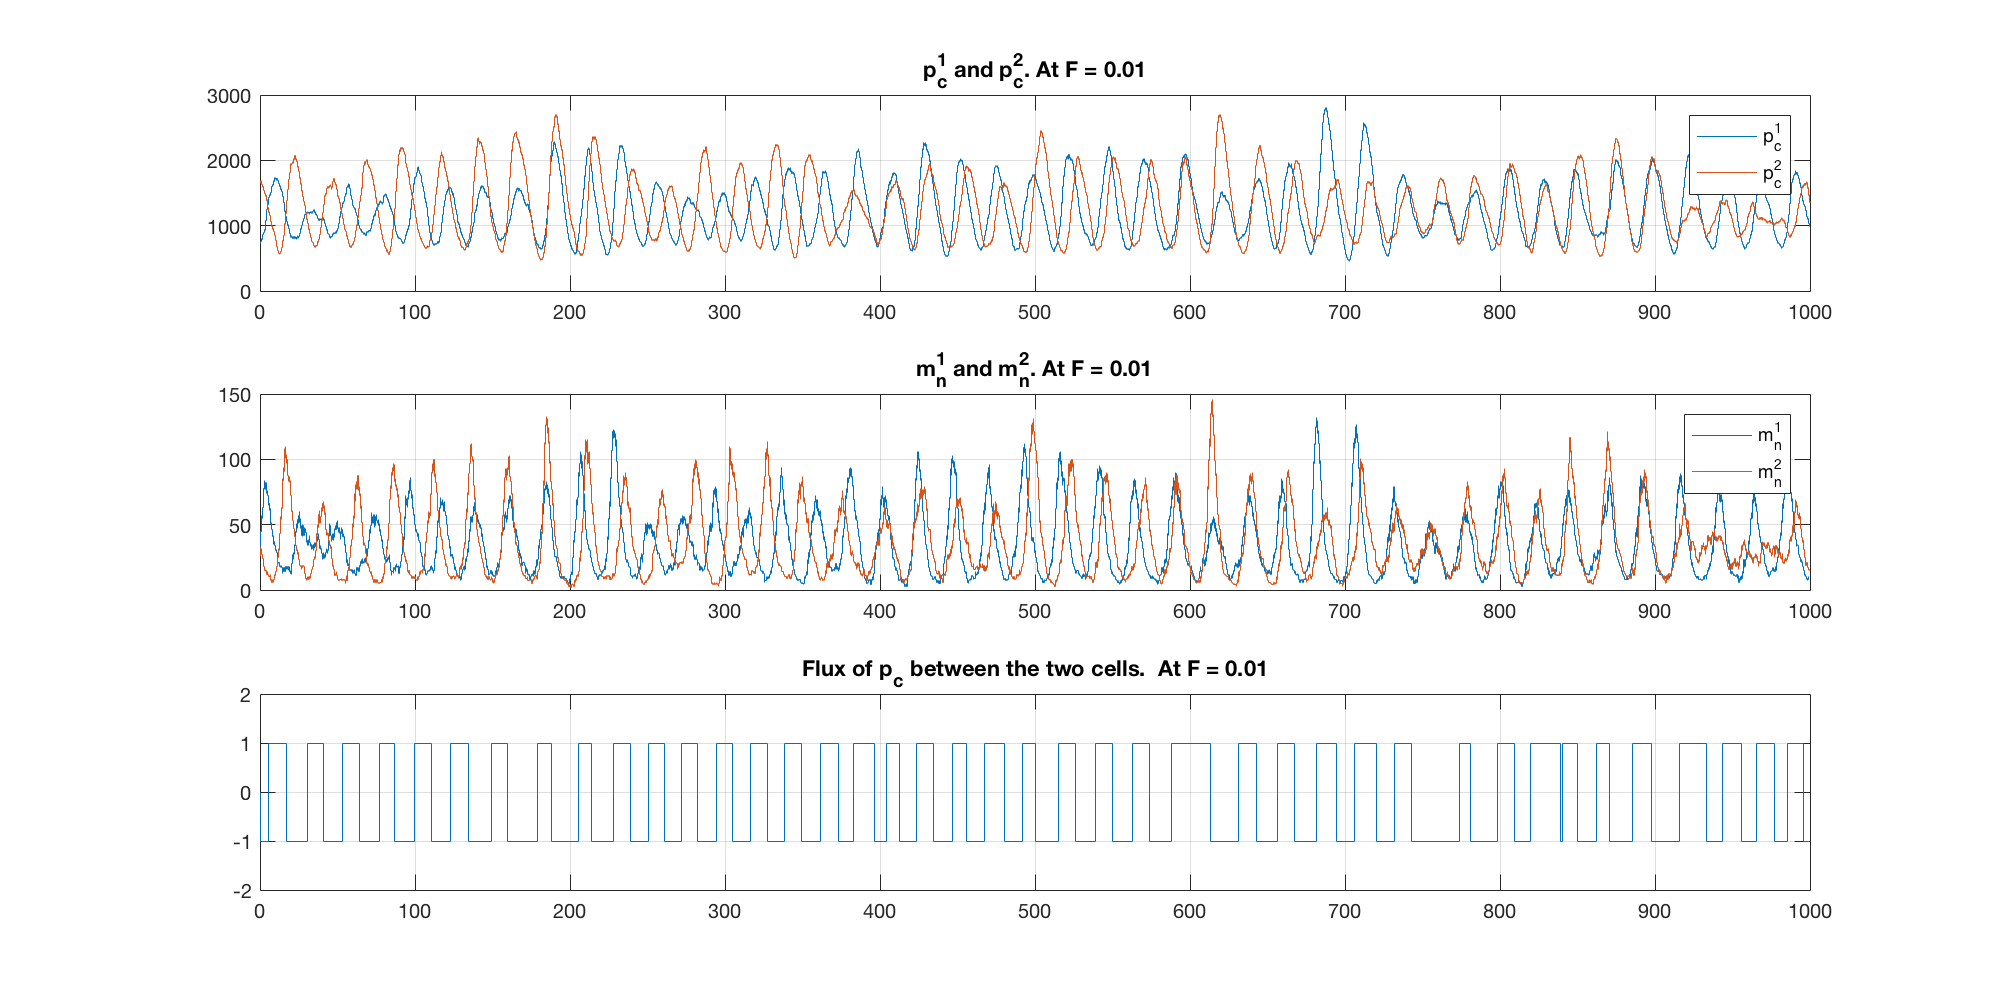 p_c^1 and p_c^2. At F = 0.01
3000
2000
1000
0
0 100 200 300 400 500 600 700 800 900 1000
p_c^1
p_c^2
m_n^1 and m_n^2. At F = 0.01
150
100
50
0
0 100 200 300 400 500 600 700 800 900 1000
m_n^1
m_n^2
Flux of p_c between the two cells.  At F = 0.01
2
1
0
-1
-2
0 100 200 300 400 500 600 700 800 900 1000